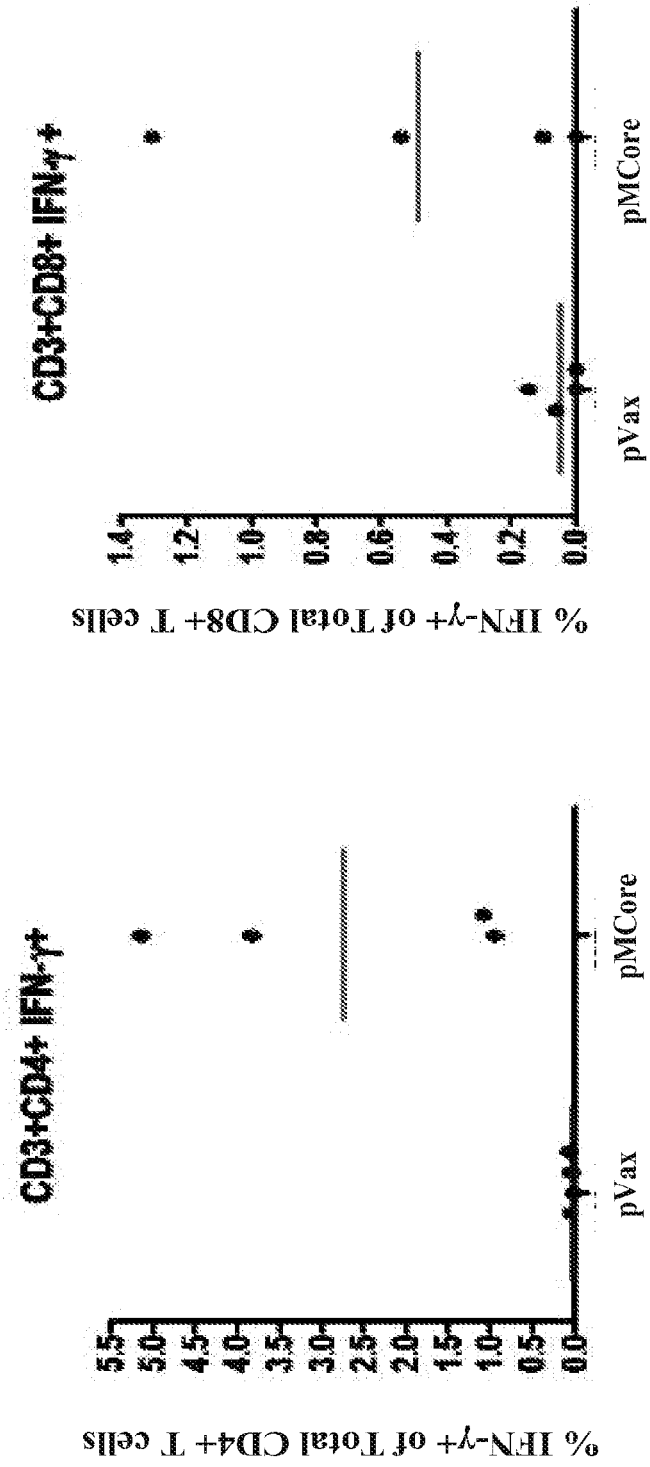 CD3+CD4+ IFN-γ+
% IFN-γ+ of Total CD4+ T cells
5.5
5.0
4.5
4.0
3.5
3.0
2.5
2.0
1.5
1.0
0.5
0.0
pVax
pMCore
CD3+CD8+ IFN-γ+
% IFN-γ+ of Total CD8+ T cells
1.4
1.2
1.0
0.8
0.6
0.4
0.2
0.0
pVax
pMCore